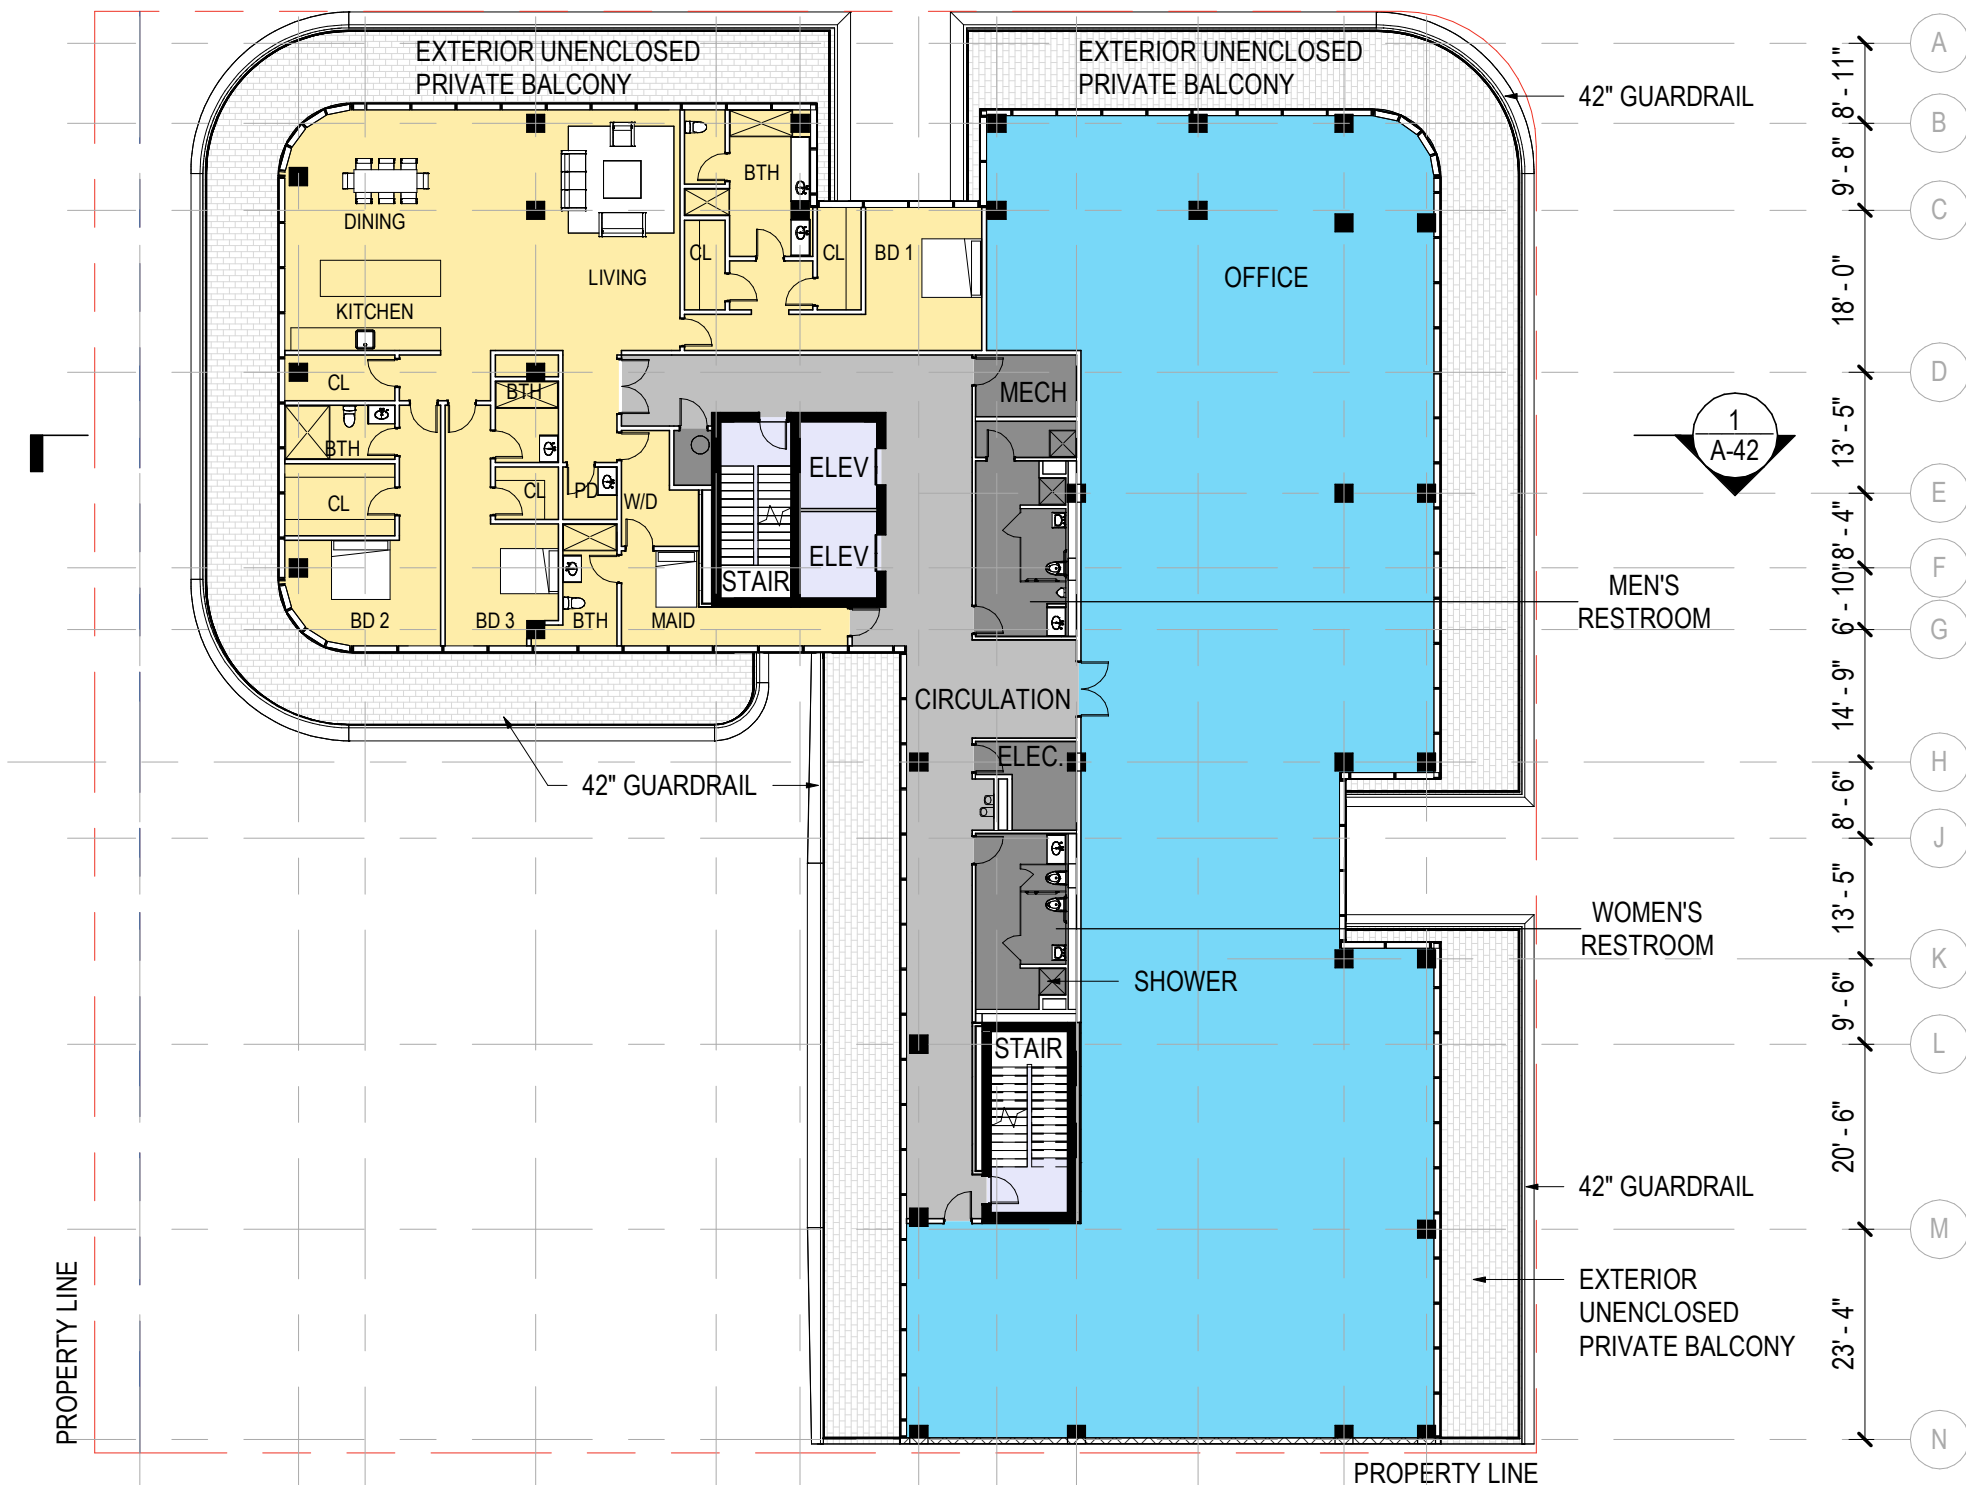 EXTERIOR UNENCLOSED
PRIVATE BALCONY
EXTERIOR UNENCLOSED
PRIVATE BALCONY
42" GUARDRAIL
A
8' - 11"
B
9' - 8"
C
18' - 0"
D
13' - 5"
E
8' - 4"
F
6' - 10"
G
14' - 9"
H
8' - 6"
J
13' - 5"
K
9' - 6"
L
20' - 6"
M
23' - 4"
N
BTH
DINING
LIVING
CL
CL
BD 1
OFFICE
KITCHEN
CL
BTH
MECH
1
A-42
BTH
ELEV
CL
CL
PD
W/D
ELEV
STAIR
MEN'S
RESTROOM
BD 2
BD 3
BTH
MAID
CIRCULATION
ELEC.
42" GUARDRAIL
WOMEN'S
RESTROOM
SHOWER
STAIR
42" GUARDRAIL
EXTERIOR
UNENCLOSED
PRIVATE BALCONY
PROPERTY LINE
PROPERTY LINE